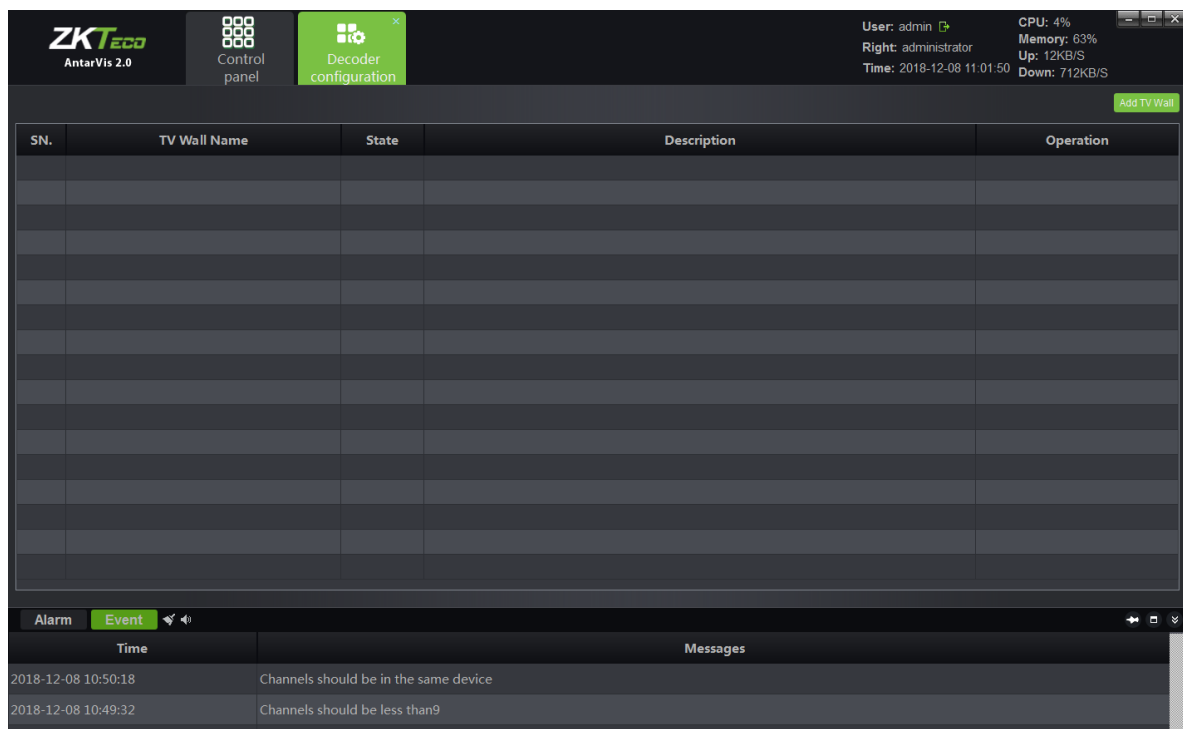 ZKTECO
AntarVis 2.0
Control
panel
Decoder
configuration
User: admin
Right: administrator
Time: 2018-12-08 11:01:50
CPU: 4%
Memory: 63%
Up: 12KB/S
Down: 712KB/S
Add TV Wall
SN. TV Wall Name State Description Operation
Alarm Event
Time Messages
2018-12-08 10:50:18 Channels should be in the same device
2018-12-08 10:49:32 Channels should be less than9